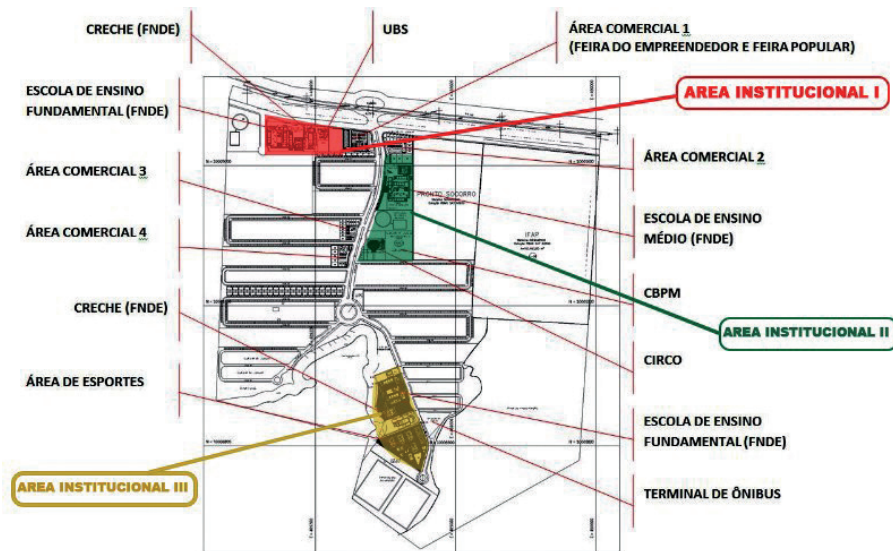 CRECHE (FNDE)
UBS
ÁREA COMERCIAL 1
(FEIRA DO EMPREENDEDOR E FEIRA POPULAR)
ESCOLA DE ENSINO
FUNDAMENTAL (FNDE)
AREA INSTITUCIONAL I
ÁREA COMERCIAL 3
ÁREA COMERCIAL 2
PRONTO SOCORRO
ÁREA COMERCIAL 4
ESCOLA DE ENSINO
MÉDIO (FNDE)
IFAP
CRECHE (FNDE)
CBPM
AREA INSTITUCIONAL II
ÁREA DE ESPORTES
CIRCO
ESCOLA DE ENSINO
FUNDAMENTAL (FNDE)
AREA INSTITUCIONAL III
TERMINAL DE ÔNIBUS